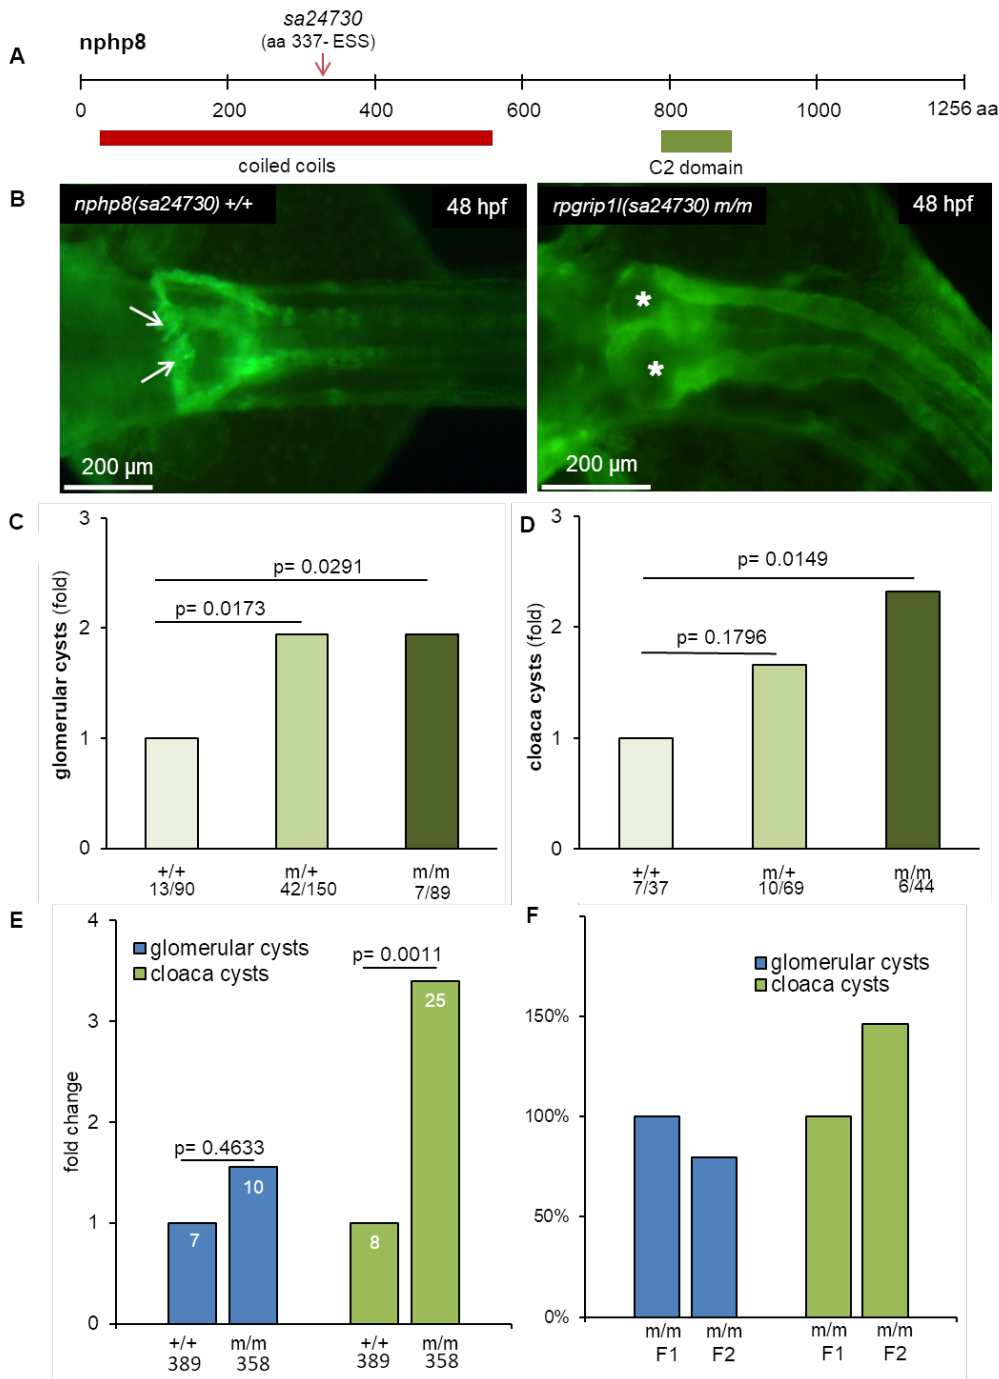 A
nphp8
sa24730
(aa 337- ESS)
0 200 400 600 800 1000 1256 aa
coiled coils
C2 domain
B
nphp8(sa24730) +/+
48 hpf
200 µm
rpgrip1l(sa24730) m/m
48 hpf
200 µm
C
glomerular cysts (fold)
3
2
1
0
p= 0.0291
p= 0.0173
+/+ m/+ m/m
13/90 42/150 7/89
D
cloaca cysts (fold)
3
2
1
0
p= 0.0149
p= 0.1796
+/+ m/+ m/m
7/37 10/69 6/44
E
fold change
4
3
2
1
0
glomerular cysts
cloaca cysts
p= 0.0011
p= 0.4633
7 10 8 25
+/+ m/m +/+ m/m
389 358 389 358
F
glomerular cysts
cloaca cysts
150%
100%
50%
0%
m/m m/m m/m m/m
F1 F2 F1 F2